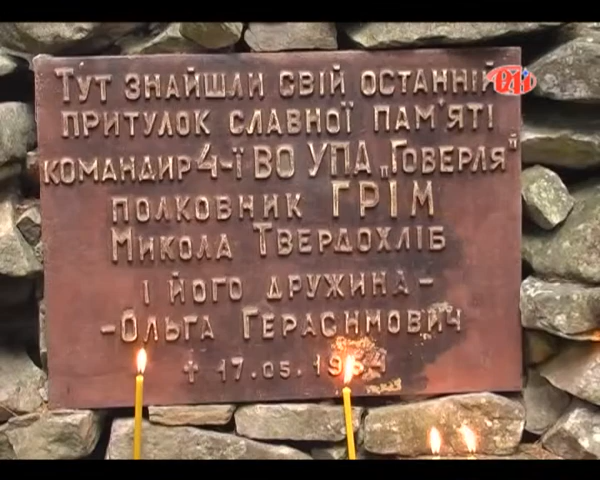 Тут знайшли свій останній
притулок славної пам'яті
командир 4-ї ВО УПА „Говерля"
полковник ГРІМ
Микола Твердохліб
і його дружина -
- Ольга Герасимович
† 17.05.1954